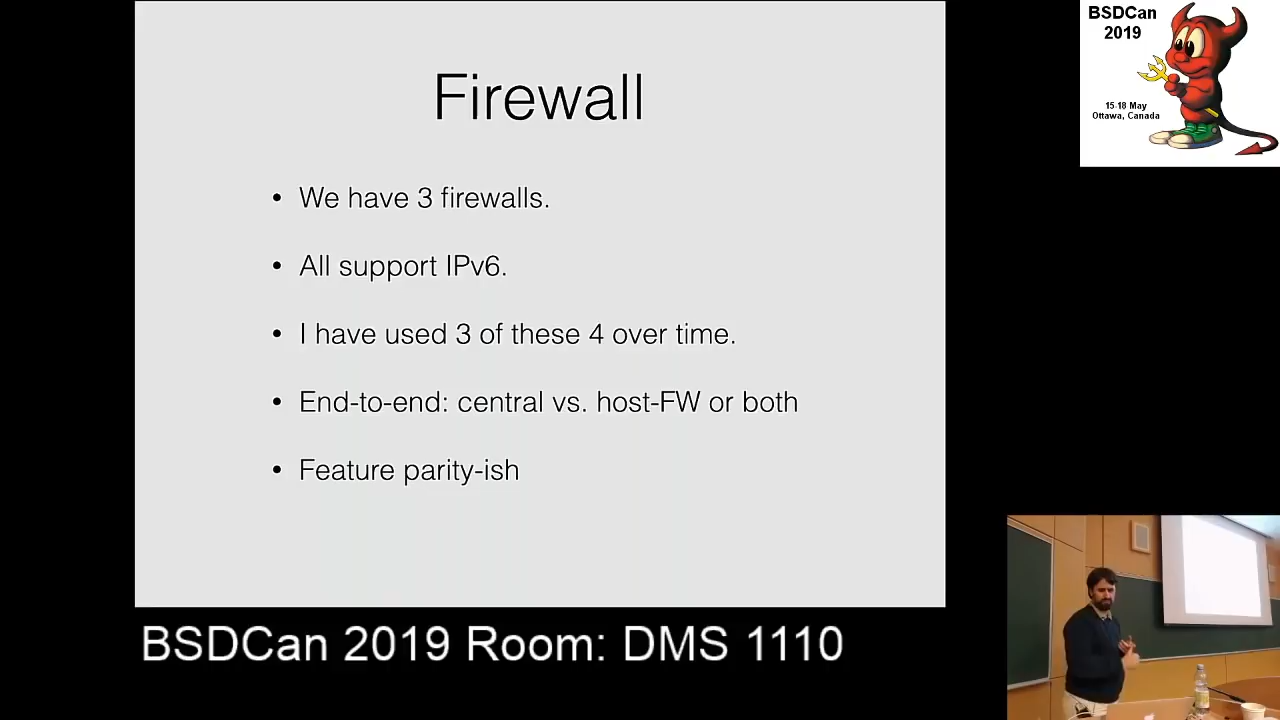 Firewall
• We have 3 firewalls.
• All support IPv6.
• I have used 3 of these 4 over time.
• End-to-end: central vs. host-FW or both
• Feature parity-ish
BSDCan
2019
15-18 May
Ottawa, Canada
BSDCan 2019 Room: DMS 1110